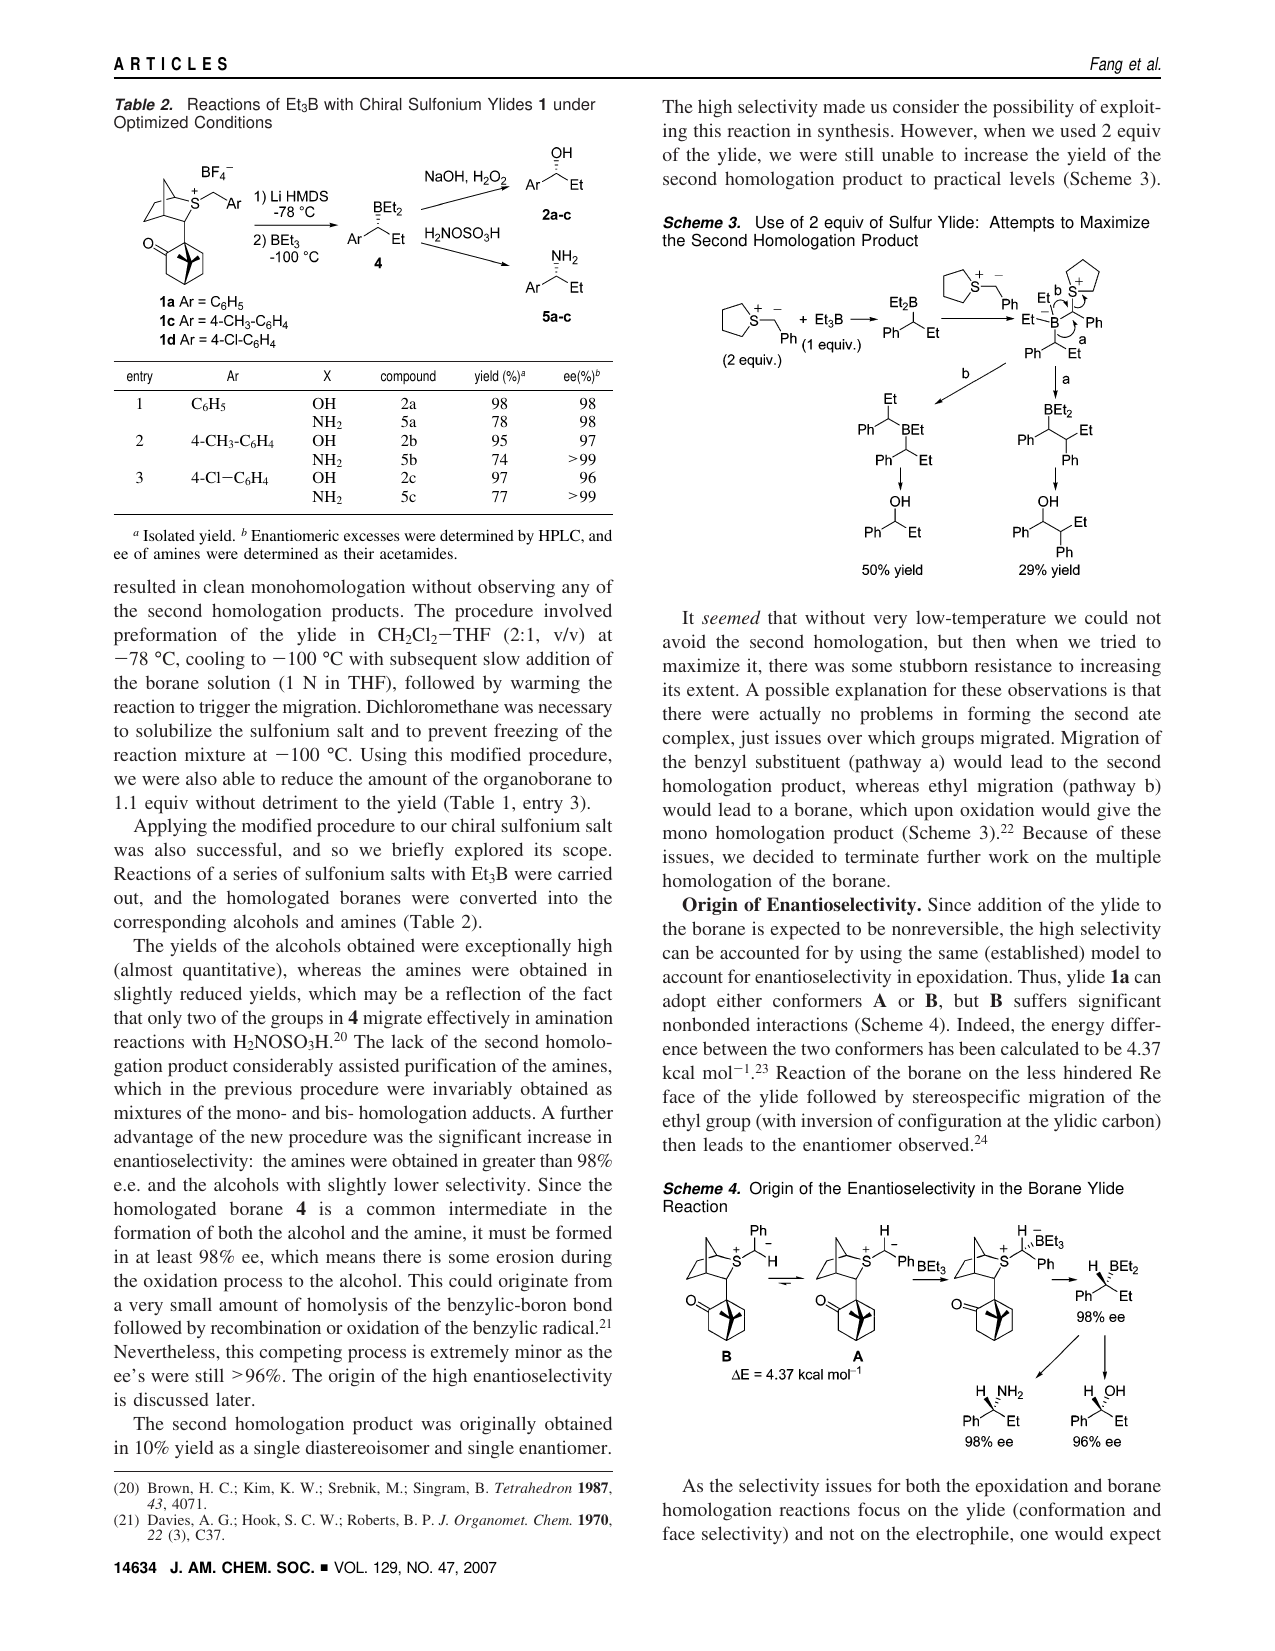 ARTICLES
Fang et al.
Table 2. Reactions of Et3B with Chiral Sulfonium Ylides 1 under
Optimized Conditions
BF4−
+
S
Ar
O
1) Li HMDS
-78 °C
2) BEt3
-100 °C
BEt2
Ar
Et
4
NaOH, H2O2
H2NOSO3H
OH
Ar
Et
2a-c
NH2
Ar
Et
5a-c
1a Ar = C6H5
1c Ar = 4-CH3-C6H4
1d Ar = 4-Cl-C6H4
entry Ar X compound yield (%)a ee(%)b
1 C6H5 OH 2a 98 98
NH2 5a 78 98
2 4-CH3-C6H4 OH 2b 95 97
NH2 5b 74 >99
3 4-Cl−C6H4 OH 2c 97 96
NH2 5c 77 >99
a Isolated yield. b Enantiomeric excesses were determined by HPLC, and
ee of amines were determined as their acetamides.
resulted in clean monohomologation without observing any of
the second homologation products. The procedure involved
preformation of the ylide in CH2Cl2−THF (2:1, v/v) at
−78 °C, cooling to −100 °C with subsequent slow addition of
the borane solution (1 N in THF), followed by warming the
reaction to trigger the migration. Dichloromethane was necessary
to solubilize the sulfonium salt and to prevent freezing of the
reaction mixture at −100 °C. Using this modified procedure,
we were also able to reduce the amount of the organoborane to
1.1 equiv without detriment to the yield (Table 1, entry 3).
Applying the modified procedure to our chiral sulfonium salt
was also successful, and so we briefly explored its scope.
Reactions of a series of sulfonium salts with Et3B were carried
out, and the homologated boranes were converted into the
corresponding alcohols and amines (Table 2).
The yields of the alcohols obtained were exceptionally high
(almost quantitative), whereas the amines were obtained in
slightly reduced yields, which may be a reflection of the fact
that only two of the groups in 4 migrate effectively in amination
reactions with H2NOSO3H.20 The lack of the second homolo-
gation product considerably assisted purification of the amines,
which in the previous procedure were invariably obtained as
mixtures of the mono- and bis- homologation adducts. A further
advantage of the new procedure was the significant increase in
enantioselectivity: the amines were obtained in greater than 98%
e.e. and the alcohols with slightly lower selectivity. Since the
homologated borane 4 is a common intermediate in the
formation of both the alcohol and the amine, it must be formed
in at least 98% ee, which means there is some erosion during
the oxidation process to the alcohol. This could originate from
a very small amount of homolysis of the benzylic-boron bond
followed by recombination or oxidation of the benzylic radical.21
Nevertheless, this competing process is extremely minor as the
ee's were still >96%. The origin of the high enantioselectivity
is discussed later.
The second homologation product was originally obtained
in 10% yield as a single diastereoisomer and single enantiomer.
(20) Brown, H. C.; Kim, K. W.; Srebnik, M.; Singram, B. Tetrahedron 1987,
43, 4071.
(21) Davies, A. G.; Hook, S. C. W.; Roberts, B. P. J. Organomet. Chem. 1970,
22 (3), C37.
The high selectivity made us consider the possibility of exploit-
ing this reaction in synthesis. However, when we used 2 equiv
of the ylide, we were still unable to increase the yield of the
second homologation product to practical levels (Scheme 3).
Scheme 3. Use of 2 equiv of Sulfur Ylide: Attempts to Maximize
the Second Homologation Product
S
+ −
Ph
(2 equiv.)
+ Et3B
(1 equiv.)
Et2B
Ph
Et
S
+ −
Ph
Et b S+
Et −B
Ph
a
Ph Et
b
a
Et
Ph BEt
Ph Et
BEt2
Ph Et
Ph
OH
Ph Et
50% yield
OH
Ph Et
Ph
29% yield
It seemed that without very low-temperature we could not
avoid the second homologation, but then when we tried to
maximize it, there was some stubborn resistance to increasing
its extent. A possible explanation for these observations is that
there were actually no problems in forming the second ate
complex, just issues over which groups migrated. Migration of
the benzyl substituent (pathway a) would lead to the second
homologation product, whereas ethyl migration (pathway b)
would lead to a borane, which upon oxidation would give the
mono homologation product (Scheme 3).22 Because of these
issues, we decided to terminate further work on the multiple
homologation of the borane.
Origin of Enantioselectivity. Since addition of the ylide to
the borane is expected to be nonreversible, the high selectivity
can be accounted for by using the same (established) model to
account for enantioselectivity in epoxidation. Thus, ylide 1a can
adopt either conformers A or B, but B suffers significant
nonbonded interactions (Scheme 4). Indeed, the energy differ-
ence between the two conformers has been calculated to be 4.37
kcal mol−1.23 Reaction of the borane on the less hindered Re
face of the ylide followed by stereospecific migration of the
ethyl group (with inversion of configuration at the ylidic carbon)
then leads to the enantiomer observed.24
Scheme 4. Origin of the Enantioselectivity in the Borane Ylide
Reaction
Ph
+ −
S H
O
B
H
+ −
S Ph
O
A
ΔE = 4.37 kcal mol−1
BEt3
H −
BEt3
+
S Ph
O
H BEt2
Ph Et
98% ee
H NH2
Ph Et
98% ee
H OH
Ph Et
96% ee
As the selectivity issues for both the epoxidation and borane
homologation reactions focus on the ylide (conformation and
face selectivity) and not on the electrophile, one would expect
14634 J. AM. CHEM. SOC. ■ VOL. 129, NO. 47, 2007